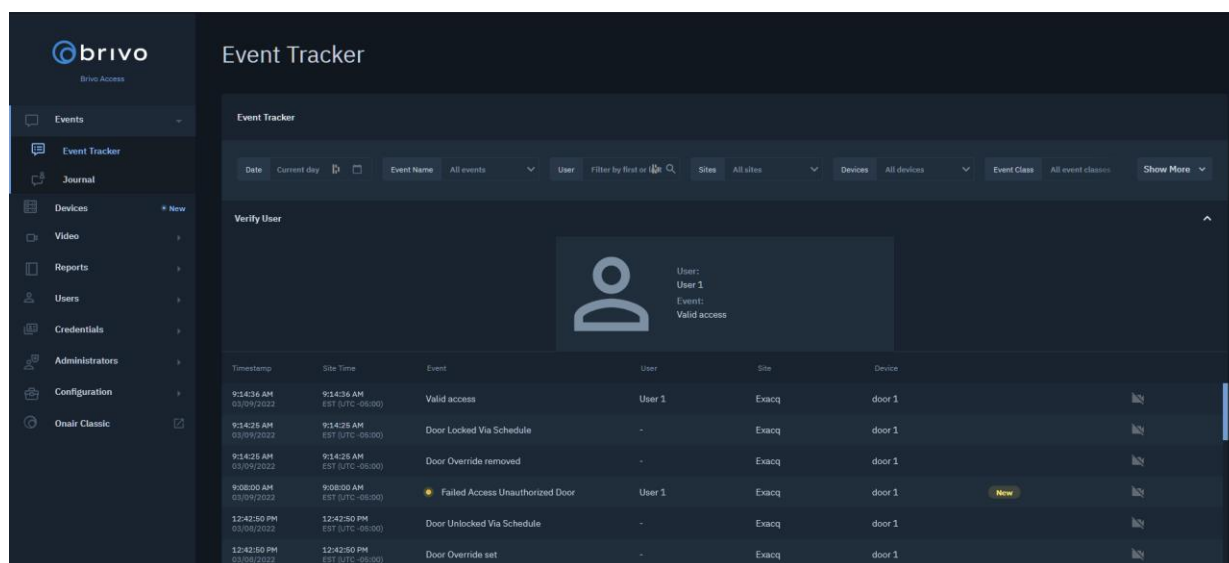 brivo
Brivo Access
Event Tracker
Events
Event Tracker
Journal
Devices New
Video
Reports
Users
Credentials
Administrators
Configuration
Onair Classic
Event Tracker
Date Current day Event Name All events User Filter by first or Sites All sites Devices All devices Event Class All event classes Show More
Verify User
User:
User 1
Event:
Valid access
Timestamp Site Time Event User Site Device
9:14:36 AM 9:14:36 AM Valid access User 1 Exacq door 1
03/09/2022 EST (UTC -05:00)
9:14:25 AM 9:14:25 AM Door Locked Via Schedule - Exacq door 1
03/09/2022 EST (UTC -05:00)
9:14:25 AM 9:14:25 AM Door Override removed - Exacq door 1
03/09/2022 EST (UTC -05:00)
9:08:00 AM 9:08:00 AM Failed Access Unauthorized Door User 1 Exacq door 1 New
03/09/2022 EST (UTC -05:00)
12:42:50 PM 12:42:50 PM Door Unlocked Via Schedule - Exacq door 1
03/08/2022 EST (UTC -05:00)
12:42:50 PM 12:42:50 PM Door Override set - Exacq door 1
03/08/2022 EST (UTC -05:00)